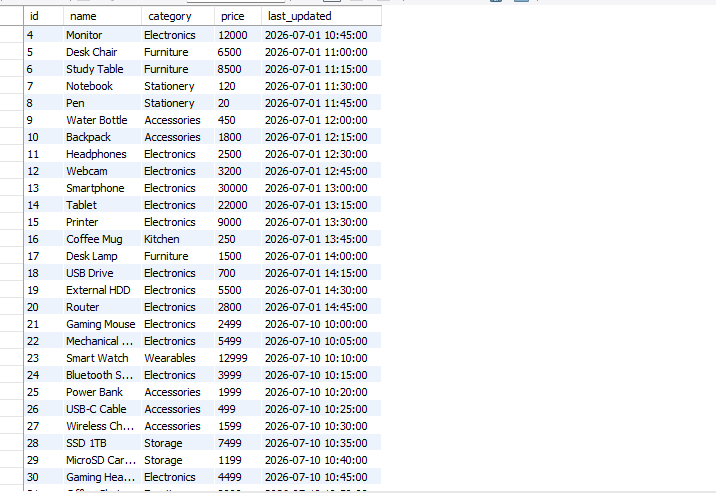 id name category price last_updated
4 Monitor Electronics 12000 2026-07-01 10:45:00
5 Desk Chair Furniture 6500 2026-07-01 11:00:00
6 Study Table Furniture 8500 2026-07-01 11:15:00
7 Notebook Stationery 120 2026-07-01 11:30:00
8 Pen Stationery 20 2026-07-01 11:45:00
9 Water Bottle Accessories 450 2026-07-01 12:00:00
10 Backpack Accessories 1800 2026-07-01 12:15:00
11 Headphones Electronics 2500 2026-07-01 12:30:00
12 Webcam Electronics 3200 2026-07-01 12:45:00
13 Smartphone Electronics 30000 2026-07-01 13:00:00
14 Tablet Electronics 22000 2026-07-01 13:15:00
15 Printer Electronics 9000 2026-07-01 13:30:00
16 Coffee Mug Kitchen 250 2026-07-01 13:45:00
17 Desk Lamp Furniture 1500 2026-07-01 14:00:00
18 USB Drive Electronics 700 2026-07-01 14:15:00
19 External HDD Electronics 5500 2026-07-01 14:30:00
20 Router Electronics 2800 2026-07-01 14:45:00
21 Gaming Mouse Electronics 2499 2026-07-10 10:00:00
22 Mechanical ... Electronics 5499 2026-07-10 10:05:00
23 Smart Watch Wearables 12999 2026-07-10 10:10:00
24 Bluetooth S... Electronics 3999 2026-07-10 10:15:00
25 Power Bank Accessories 1999 2026-07-10 10:20:00
26 USB-C Cable Accessories 499 2026-07-10 10:25:00
27 Wireless Ch... Accessories 1599 2026-07-10 10:30:00
28 SSD 1TB Storage 7499 2026-07-10 10:35:00
29 MicroSD Car... Storage 1199 2026-07-10 10:40:00
30 Gaming Hea... Electronics 4499 2026-07-10 10:45:00